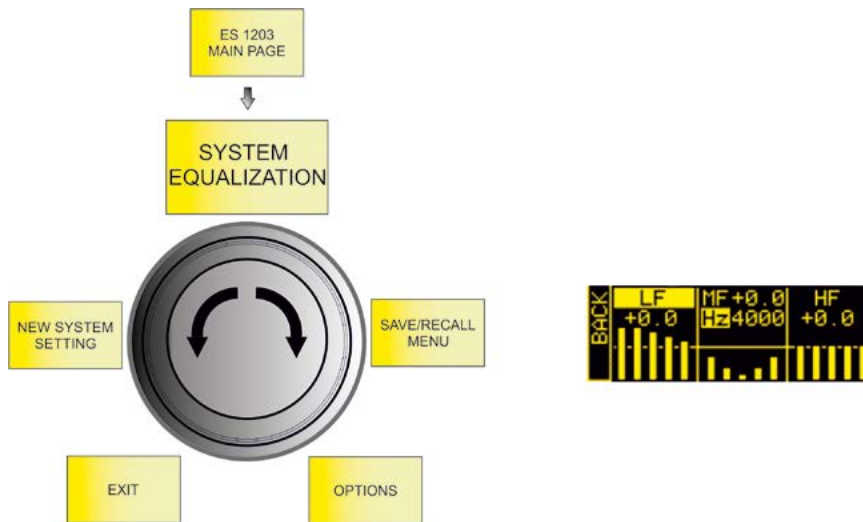 ES 1203
MAIN PAGE
SYSTEM
EQUALIZATION
NEW SYSTEM
SETTING
SAVE/RECALL
MENU
EXIT
OPTIONS
BACK
LF MF+0.0 HF
+0.0 Hz4000 +0.0